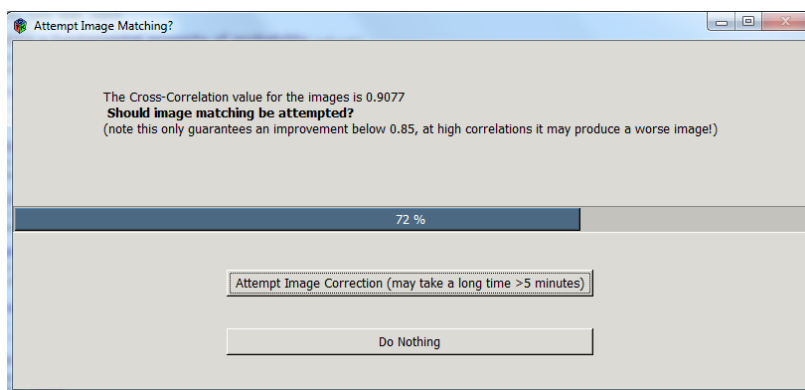 Attempt Image Matching?
The Cross-Correlation value for the images is 0.9077
Should image matching be attempted?
(note this only guarantees an improvement below 0.85, at high correlations it may produce a worse image!)
72 %
Attempt Image Correction (may take a long time >5 minutes)
Do Nothing